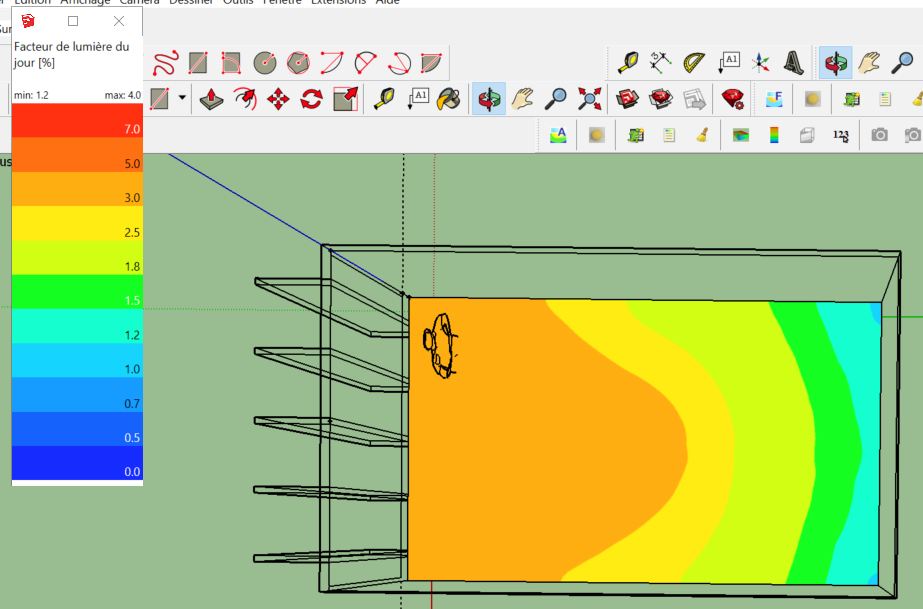 Edition Affichage Caméra Dessiner Outils Fenêtre Extensions Aide
Facteur de lumière du
jour [%]
min: 1.2 max: 4.0
7.0
5.0
3.0
2.5
1.8
1.5
1.2
1.0
0.7
0.5
0.0
A1
A1
F
A
123